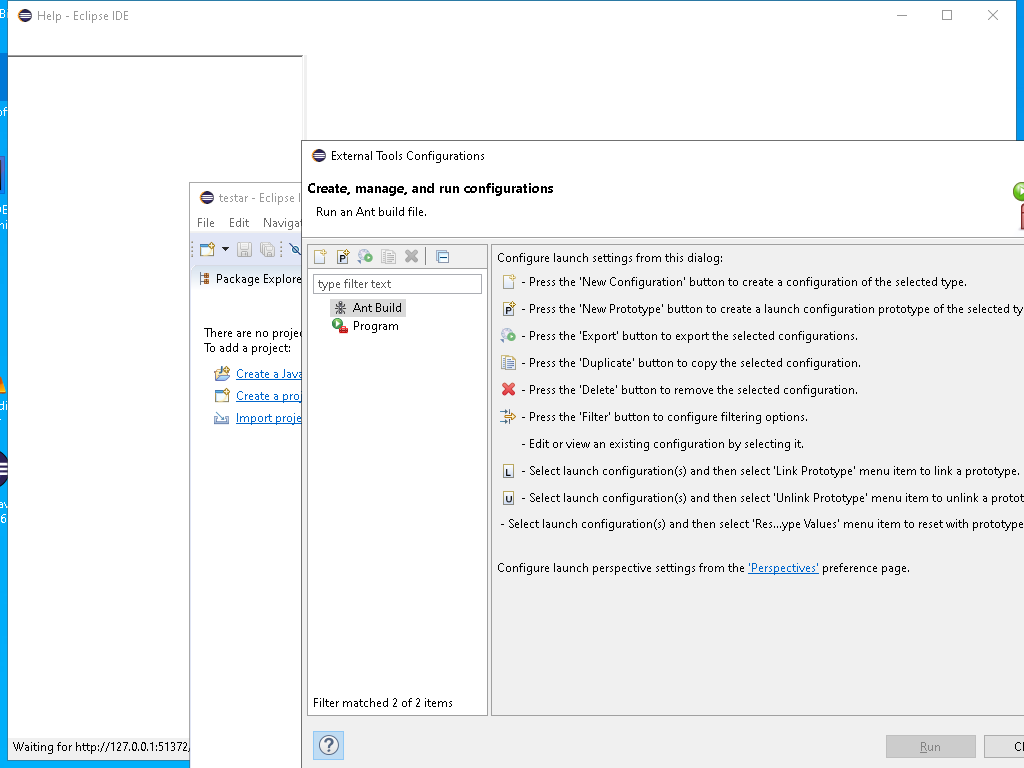 Help - Eclipse IDE
External Tools Configurations
Create, manage, and run configurations
Run an Ant build file.
testar - Eclipse I
File Edit Navigat
Package Explore
There are no projec
To add a project:
Create a Java
Create a proj
Import proje
type filter text
Ant Build
Program
Filter matched 2 of 2 items
Configure launch settings from this dialog:
- Press the 'New Configuration' button to create a configuration of the selected type.
- Press the 'New Prototype' button to create a launch configuration prototype of the selected ty
- Press the 'Export' button to export the selected configurations.
- Press the 'Duplicate' button to copy the selected configuration.
- Press the 'Delete' button to remove the selected configuration.
- Press the 'Filter' button to configure filtering options.
- Edit or view an existing configuration by selecting it.
- Select launch configuration(s) and then select 'Link Prototype' menu item to link a prototype.
- Select launch configuration(s) and then select 'Unlink Prototype' menu item to unlink a protot
- Select launch configuration(s) and then select 'Res...ype Values' menu item to reset with prototype
Configure launch perspective settings from the 'Perspectives' preference page.
Run
Waiting for http://127.0.0.1:51372,